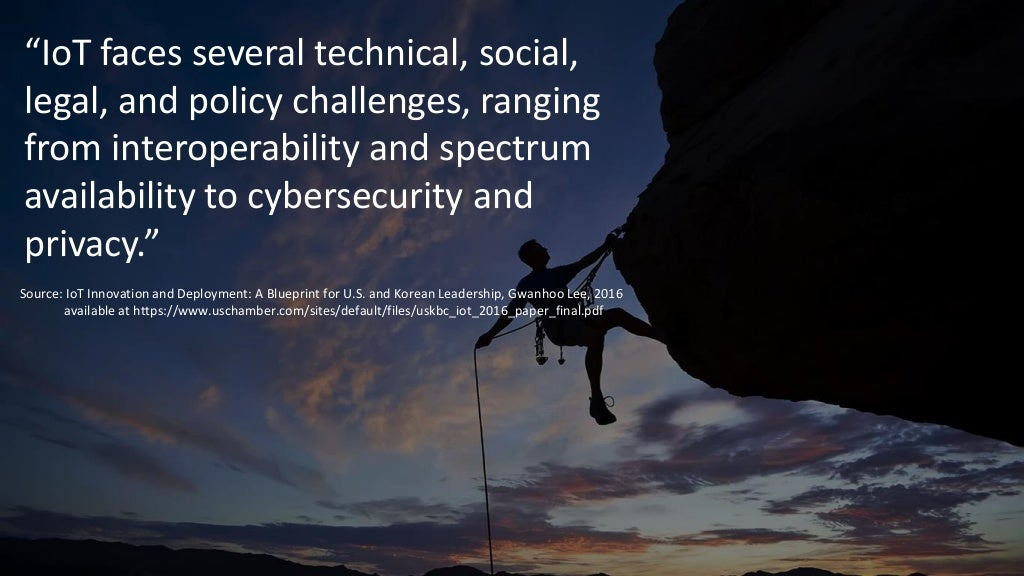 “IoT faces several technical, social,
legal, and policy challenges, ranging
from interoperability and spectrum
availability to cybersecurity and
privacy.”
Source: IoT Innovation and Deployment: A Blueprint for U.S. and Korean Leadership, Gwanhoo Lee, 2016
available at https://www.uschamber.com/sites/default/files/uskbc_iot_2016_paper_final.pdf